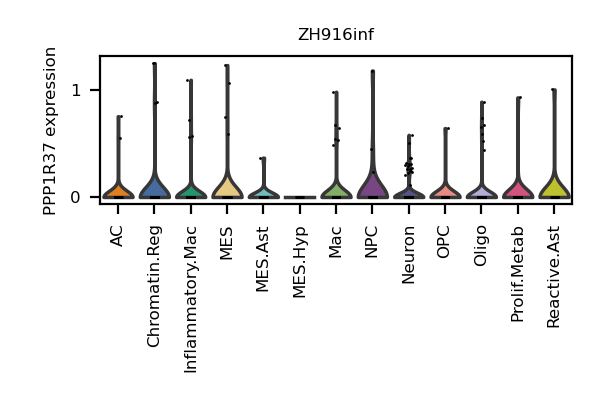 ZH916inf
PPP1R37 expression
1
0
AC
Chromatin.Reg
Inflammatory.Mac
MES
MES.Ast
MES.Hyp
Mac
NPC
Neuron
OPC
Oligo
Prolif.Metab
Reactive.Ast